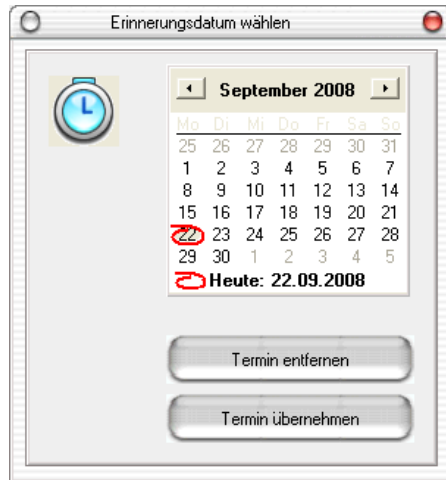 Erinnerungsdatum wählen
September 2008
Mo Di Mi Do Fr Sa So
25 26 27 28 29 30 31
1 2 3 4 5 6 7
8 9 10 11 12 13 14
15 16 17 18 19 20 21
22 23 24 25 26 27 28
29 30 1 2 3 4 5
Heute: 22.09.2008
Termin entfernen
Termin übernehmen